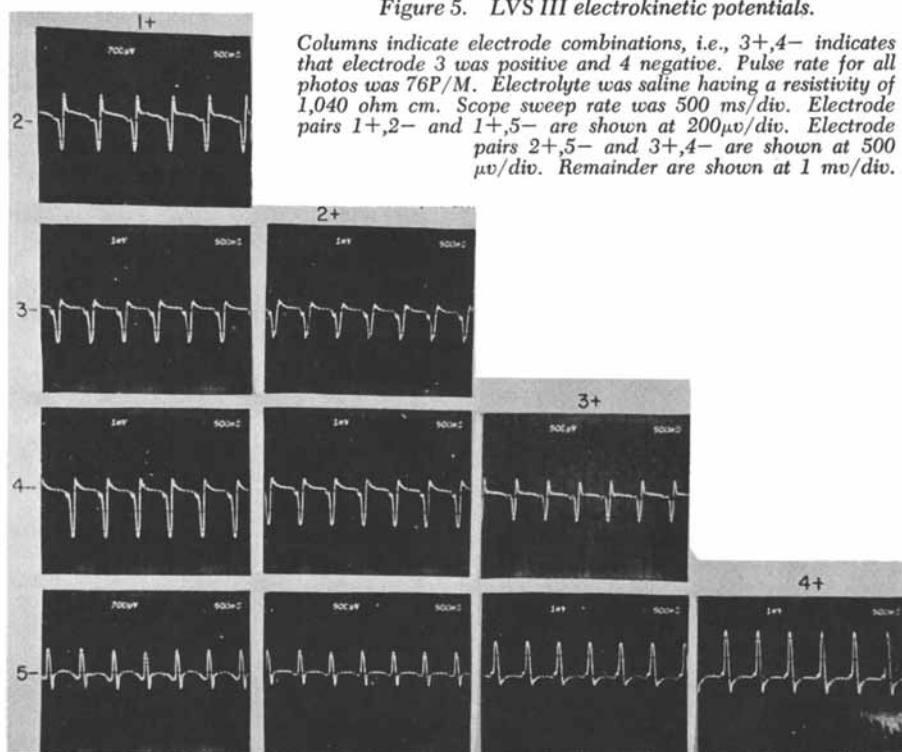 Figure 5. LVS III electrokinetic potentials.
Columns indicate electrode combinations, i.e., 3+,4— indicates
that electrode 3 was positive and 4 negative. Pulse rate for all
photos was 76P/M. Electrolyte was saline having a resistivity of
1,040 ohm cm. Scope sweep rate was 500 ms/div. Electrode
pairs 1+,2— and 1+,5— are shown at 200μv/div. Electrode
pairs 2+,5— and 3+,4— are shown at 500
μv/div. Remainder are shown at 1 mv/div.
1+
2-
2+
3-
3+
4-
4+
5-